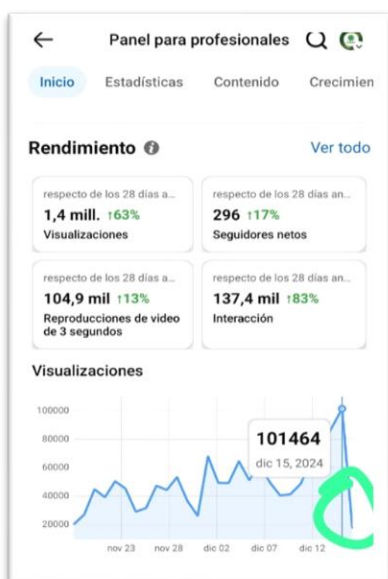 Panel para profesionales
Inicio Estadísticas Contenido Crecimien
Rendimiento Ver todo
respecto de los 28 días a...
1,4 mill. ↑63%
Visualizaciones
respecto de los 28 días an...
296 ↑17%
Seguidores netos
respecto de los 28 días a...
104,9 mil ↑13%
Reproducciones de video
de 3 segundos
respecto de los 28 días an...
137,4 mil ↑83%
Interacción
Visualizaciones
100000
80000
60000
40000
20000
101464
dic 15, 2024
nov 23 nov 28 dic 02 dic 07 dic 12